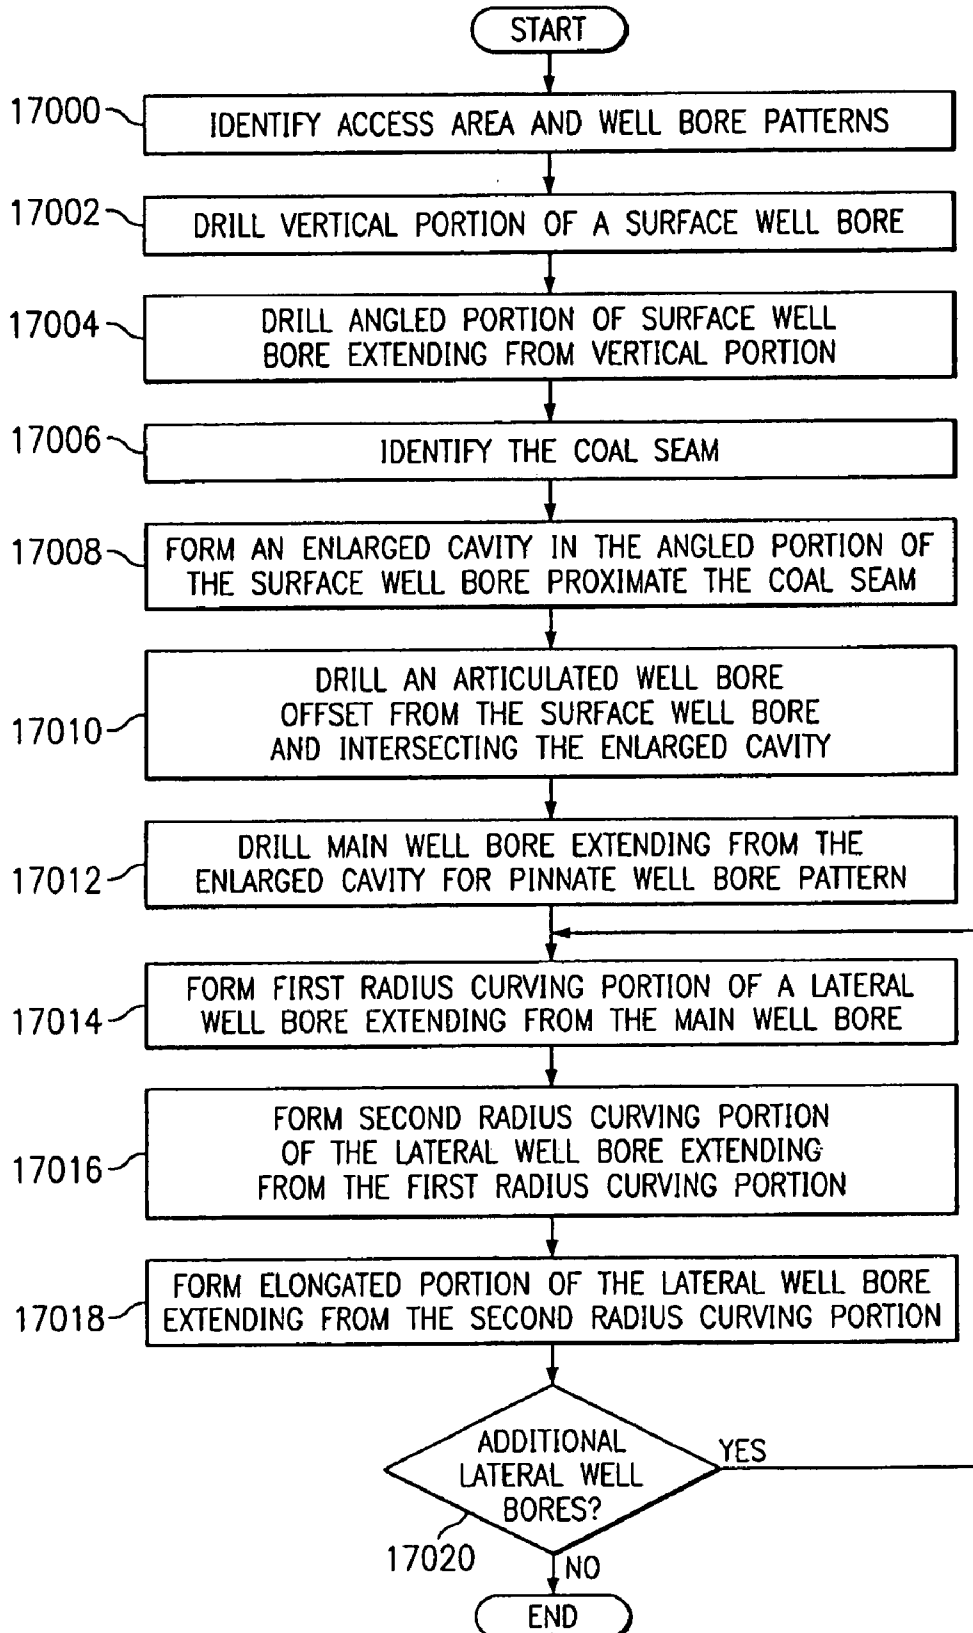 START
17000
IDENTIFY ACCESS AREA AND WELL BORE PATTERNS
17002
DRILL VERTICAL PORTION OF A SURFACE WELL BORE
17004
DRILL ANGLED PORTION OF SURFACE WELL
BORE EXTENDING FROM VERTICAL PORTION
17006
IDENTIFY THE COAL SEAM
17008
FORM AN ENLARGED CAVITY IN THE ANGLED PORTION OF
THE SURFACE WELL BORE PROXIMATE THE COAL SEAM
17010
DRILL AN ARTICULATED WELL BORE
OFFSET FROM THE SURFACE WELL BORE
AND INTERSECTING THE ENLARGED CAVITY
17012
DRILL MAIN WELL BORE EXTENDING FROM THE
ENLARGED CAVITY FOR PINNATE WELL BORE PATTERN
17014
FORM FIRST RADIUS CURVING PORTION OF A LATERAL
WELL BORE EXTENDING FROM THE MAIN WELL BORE
17016
FORM SECOND RADIUS CURVING PORTION
OF THE LATERAL WELL BORE EXTENDING
FROM THE FIRST RADIUS CURVING PORTION
17018
FORM ELONGATED PORTION OF THE LATERAL WELL BORE
EXTENDING FROM THE SECOND RADIUS CURVING PORTION
ADDITIONAL
LATERAL WELL
BORES?
YES
17020
NO
END